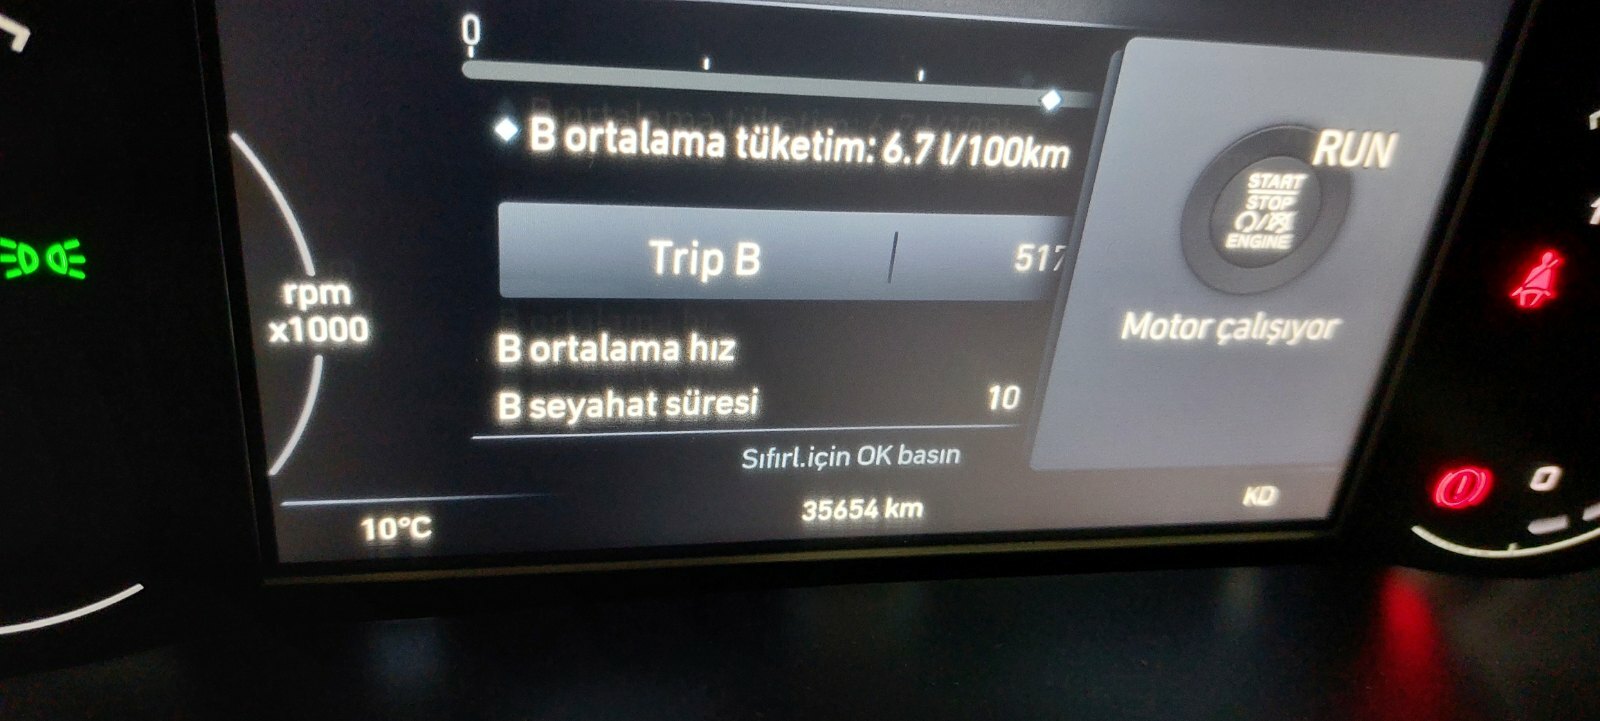 0
B ortalama tüketim: 6.7 l/100km
RUN
START
STOP
ENGINE
Trip B 517
rpm
x1000
Motor çalışıyor
B ortalama hız
B seyahat süresi 10
Sıfırl.için OK basın
10°C
35654 km
KD
0